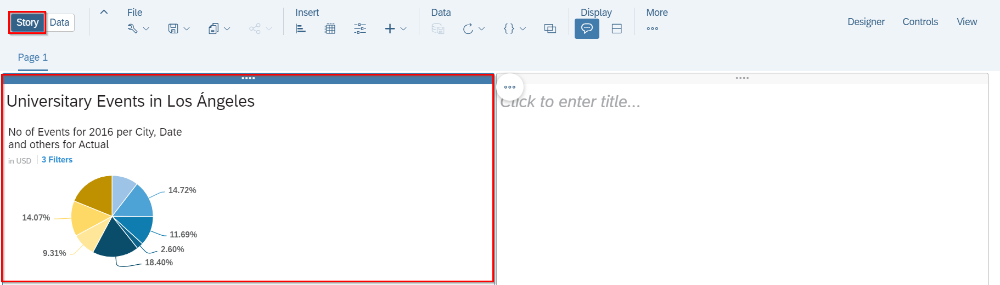 File Insert Data Display More
Story Data Designer Controls View
Page 1
Universitary Events in Los Ángeles
Click to enter title...
No of Events for 2016 per City, Date
and others for Actual
in USD | 3 Filters
14.72%
14.07%
11.69%
2.60%
9.31%
18.40%